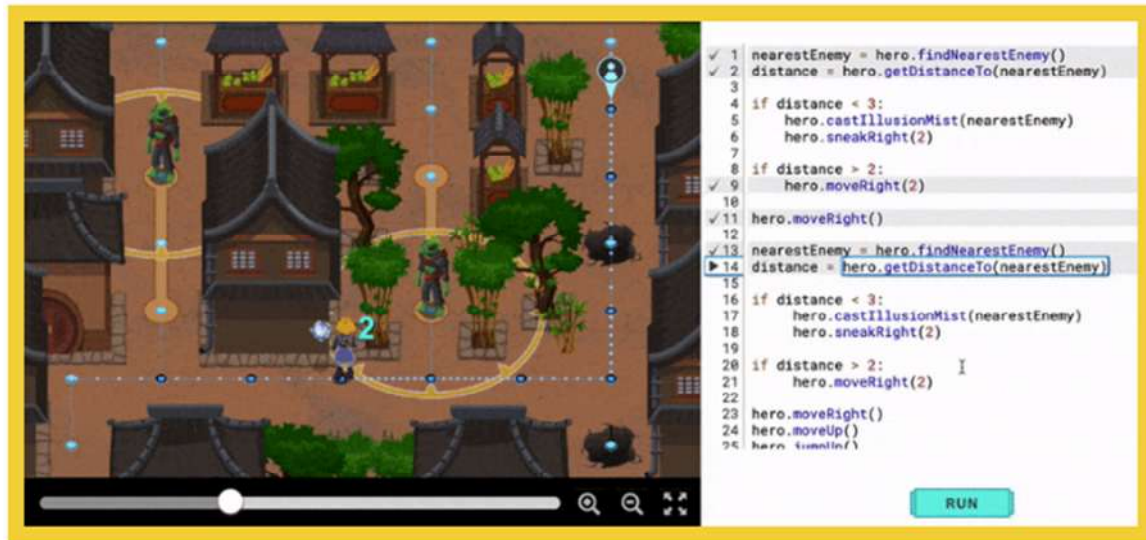 2
1 nearestEnemy = hero.findNearestEnemy()
2 distance = hero.getDistanceTo(nearestEnemy)
3
4 if distance < 3:
5 hero.castIllusionMist(nearestEnemy)
6 hero.sneakRight(2)
7
8 if distance > 2:
9 hero.moveRight(2)
10
11 hero.moveRight()
12
13 nearestEnemy = hero.findNearestEnemy()
14 distance = hero.getDistanceTo(nearestEnemy)
15
16 if distance < 3:
17 hero.castIllusionMist(nearestEnemy)
18 hero.sneakRight(2)
19
20 if distance > 2:
21 hero.moveRight(2)
22
23 hero.moveRight()
24 hero.moveUp()
25 hero.jumpUp()
RUN